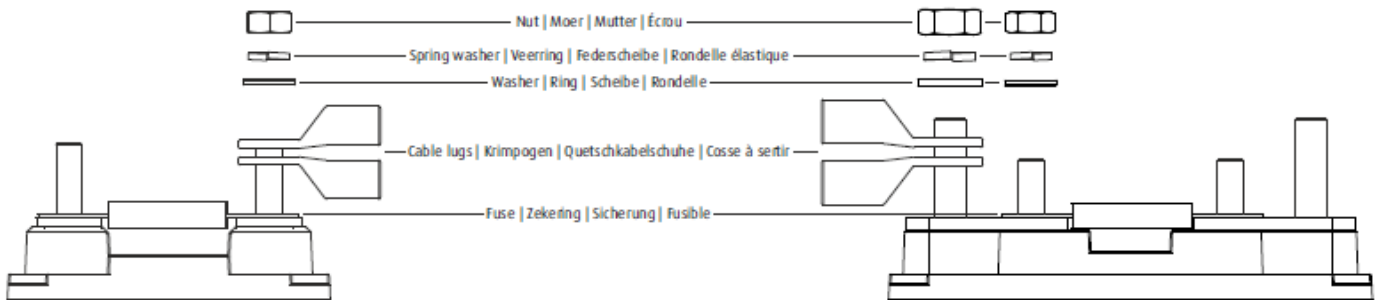 Nut | Moer | Mutter | Écrou
Spring washer | Veerring | Federscheibe | Rondelle élastique
Washer | Ring | Scheibe | Rondelle
Cable lugs | Krimpogen | Quetschkabelschuhe | Cosse à sertir
Fuse | Zekering | Sicherung | Fusible